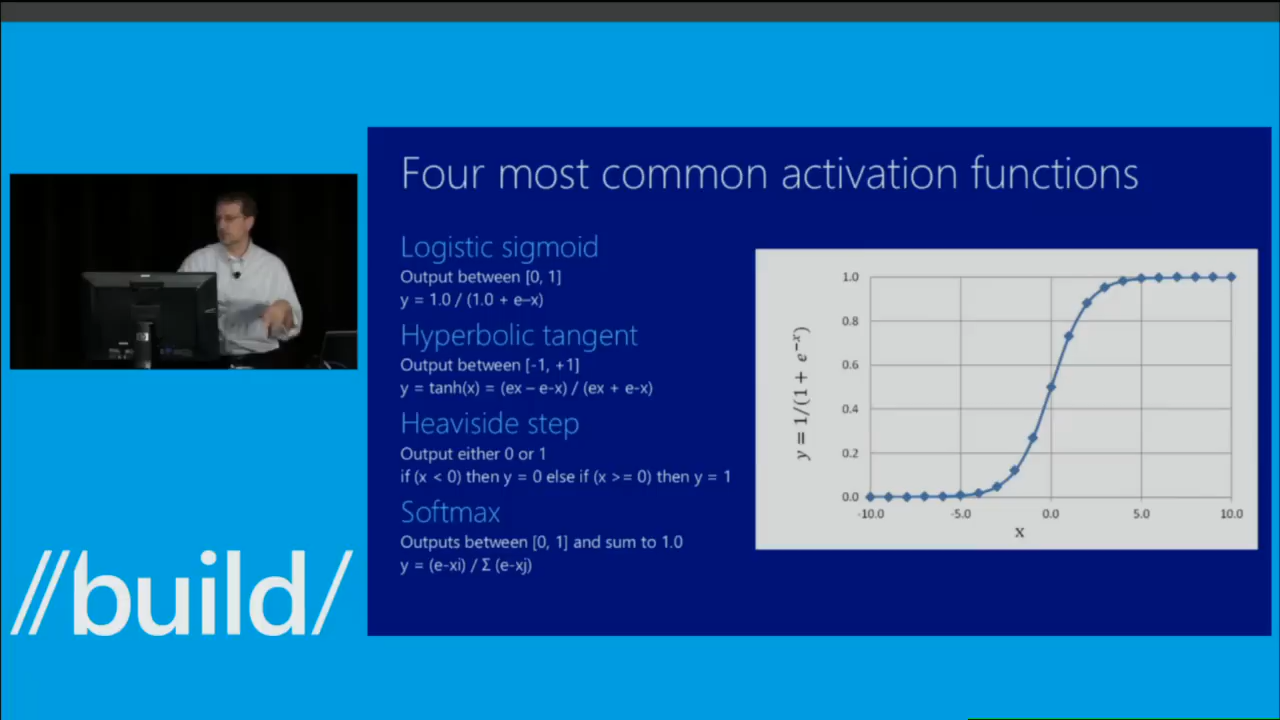 Four most common activation functions
Logistic sigmoid
Output between [0, 1]
y = 1.0 / (1.0 + e–x)
Hyperbolic tangent
Output between [-1, +1]
y = tanh(x) = (ex – e-x) / (ex + e-x)
Heaviside step
Output either 0 or 1
if (x < 0) then y = 0 else if (x >= 0) then y = 1
Softmax
Outputs between [0, 1] and sum to 1.0
y = (e-xi) / Σ (e-xj)
y = 1/(1 + e⁻ˣ)
1.0
0.8
0.6
0.4
0.2
0.0
-10.0 -5.0 0.0 5.0 10.0
x
//build/